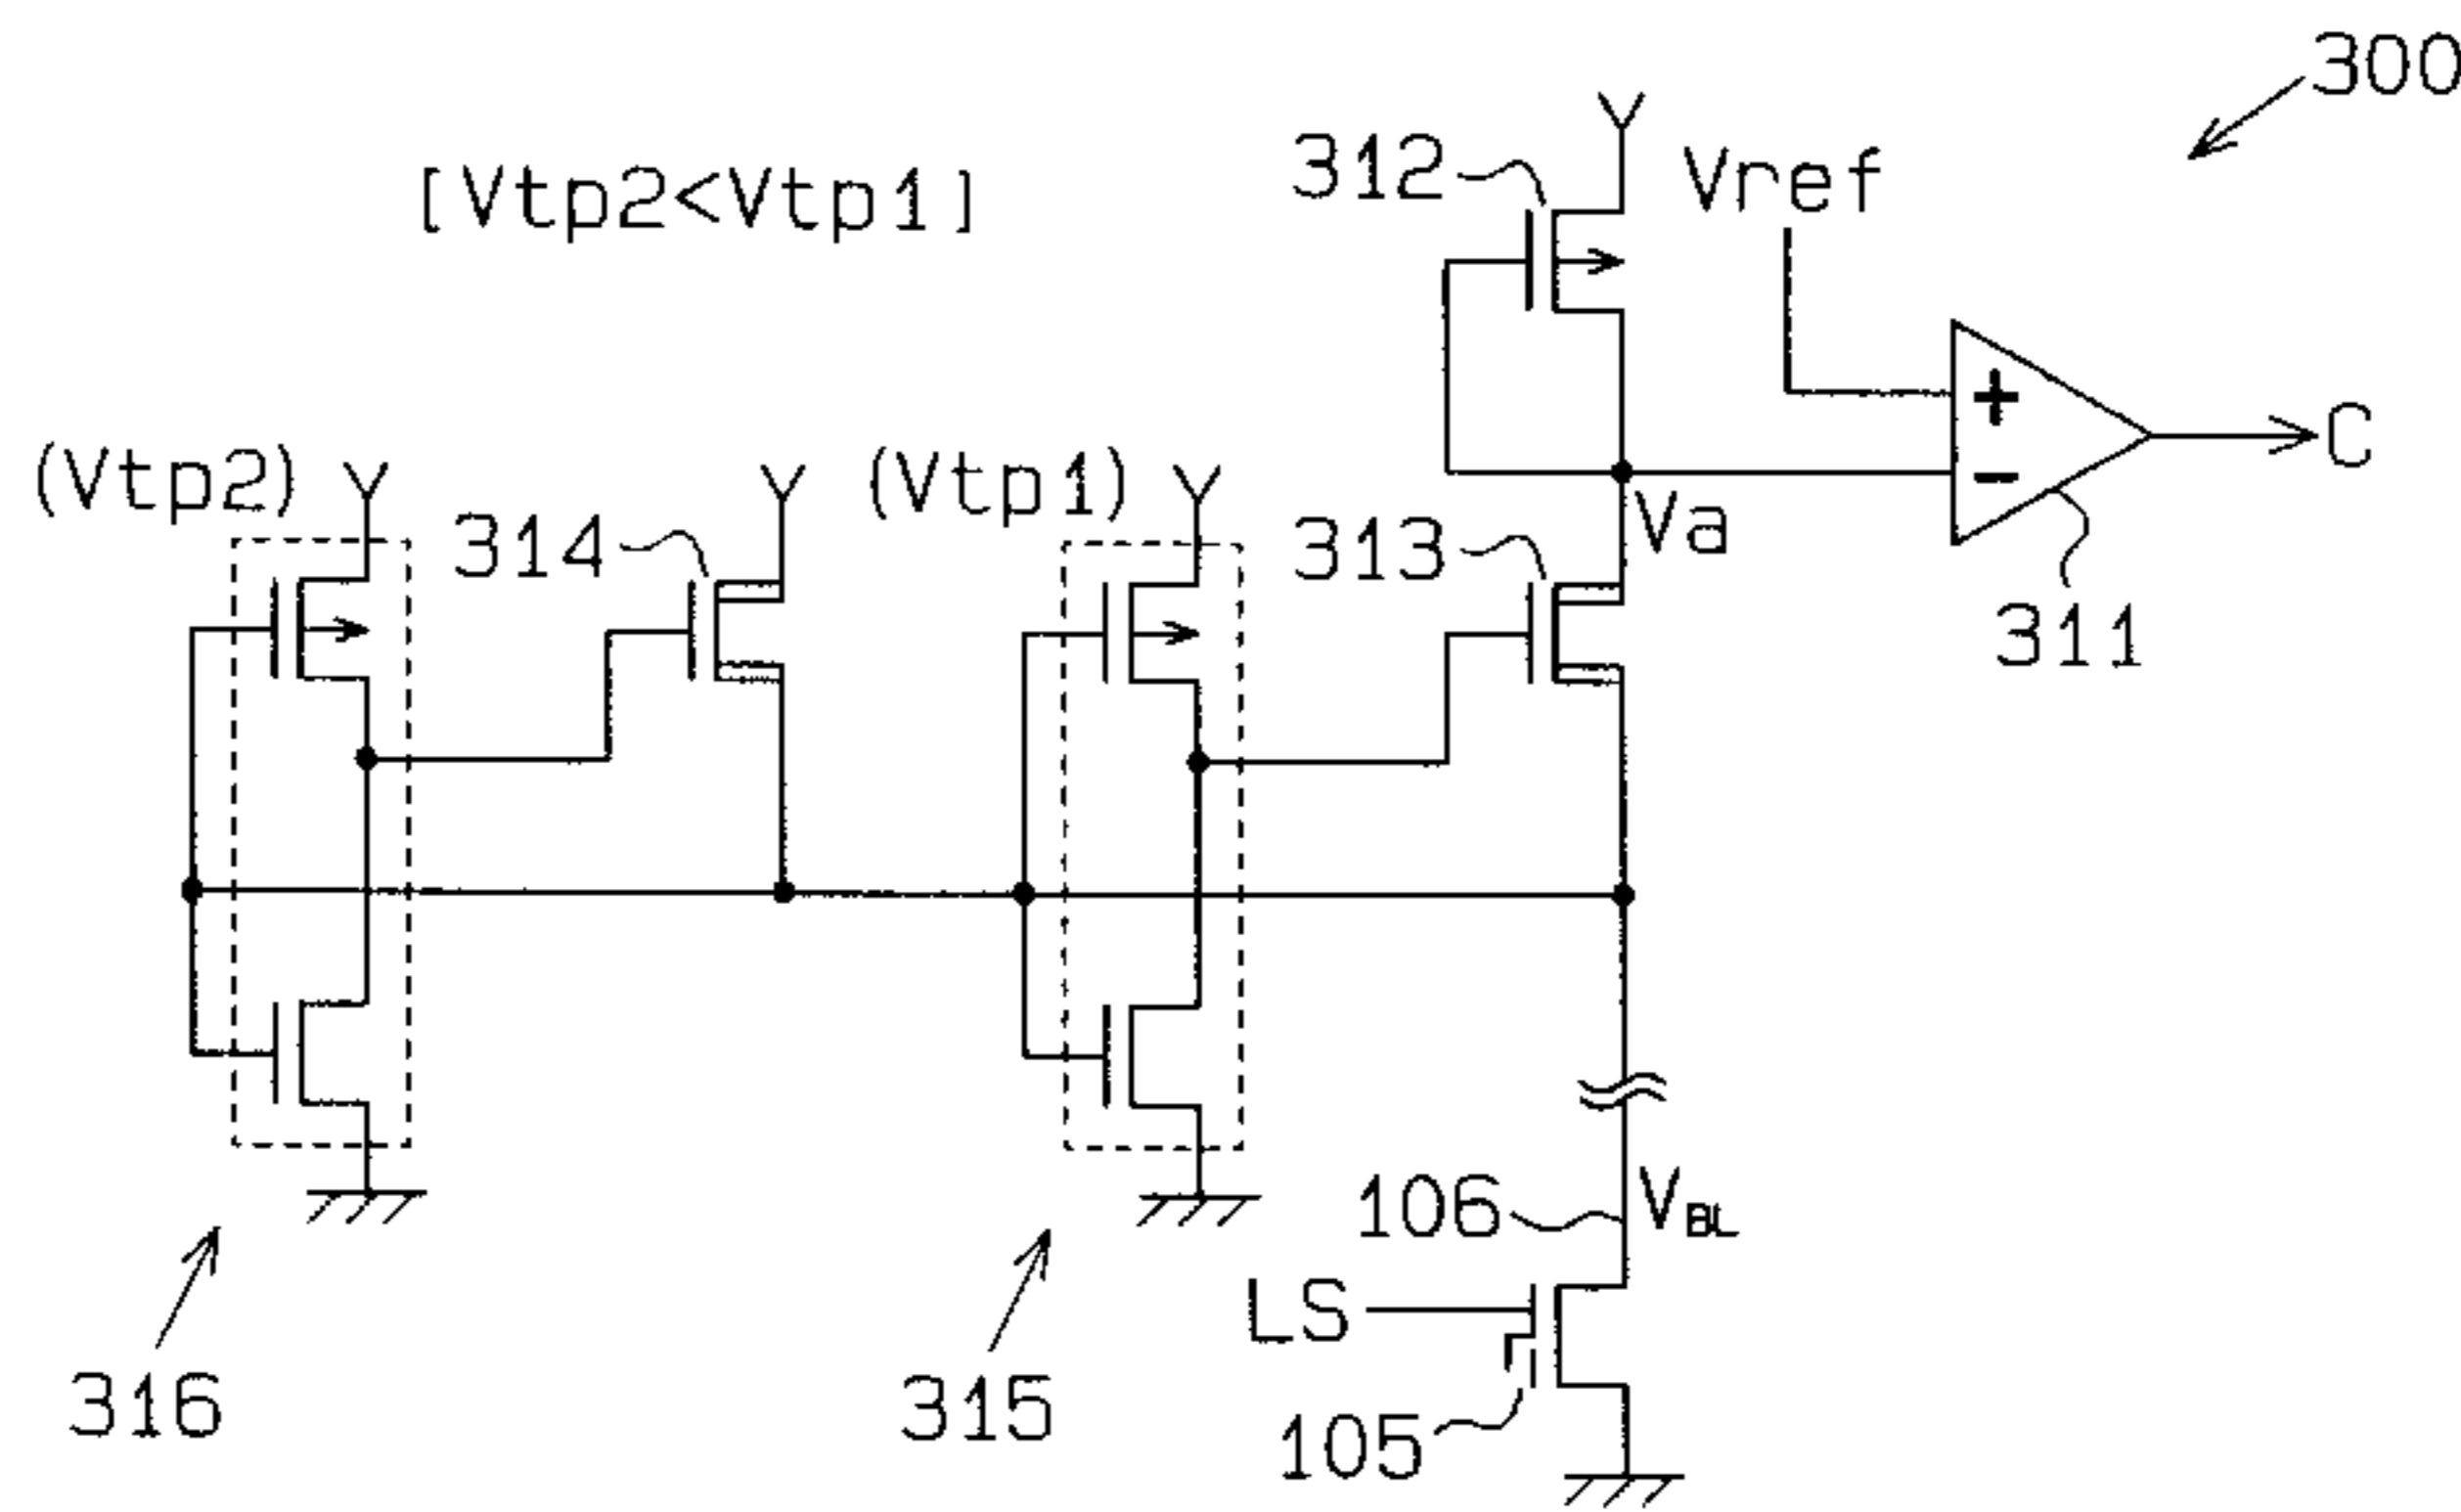 300
312
Vref
[Vtp2<Vtp1]
+
C
(Vtp2)
314
(Vtp1)
313
Va
-
311
106
VBL
LS
316
315
105